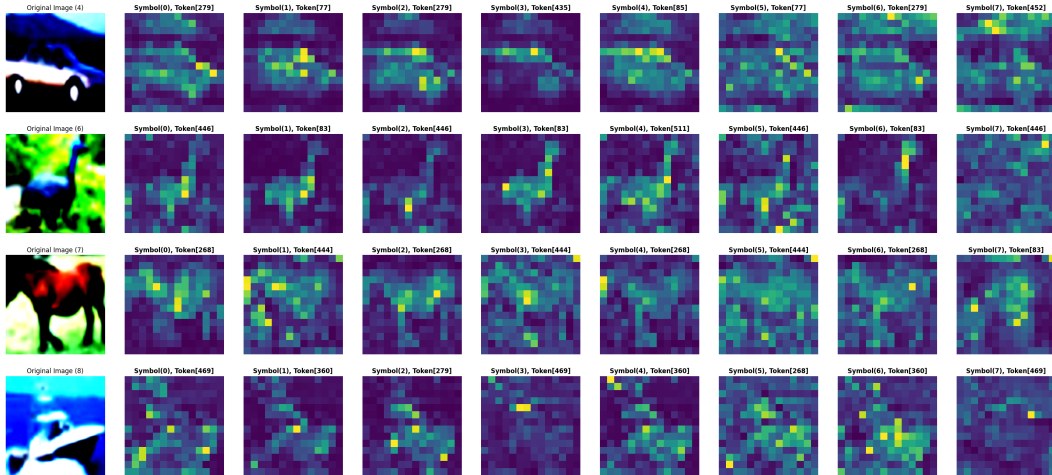 Original Image (4) Symbol(0), Token[279] Symbol(1), Token[77] Symbol(2), Token[279] Symbol(3), Token[435] Symbol(4), Token[85] Symbol(5), Token[77] Symbol(6), Token[279] Symbol(7), Token[452]
Original Image (6) Symbol(0), Token[446] Symbol(1), Token[83] Symbol(2), Token[446] Symbol(3), Token[83] Symbol(4), Token[511] Symbol(5), Token[446] Symbol(6), Token[83] Symbol(7), Token[446]
Original Image (7) Symbol(0), Token[268] Symbol(1), Token[444] Symbol(2), Token[268] Symbol(3), Token[444] Symbol(4), Token[268] Symbol(5), Token[444] Symbol(6), Token[268] Symbol(7), Token[83]
Original Image (8) Symbol(0), Token[469] Symbol(1), Token[360] Symbol(2), Token[279] Symbol(3), Token[469] Symbol(4), Token[360] Symbol(5), Token[268] Symbol(6), Token[360] Symbol(7), Token[469]